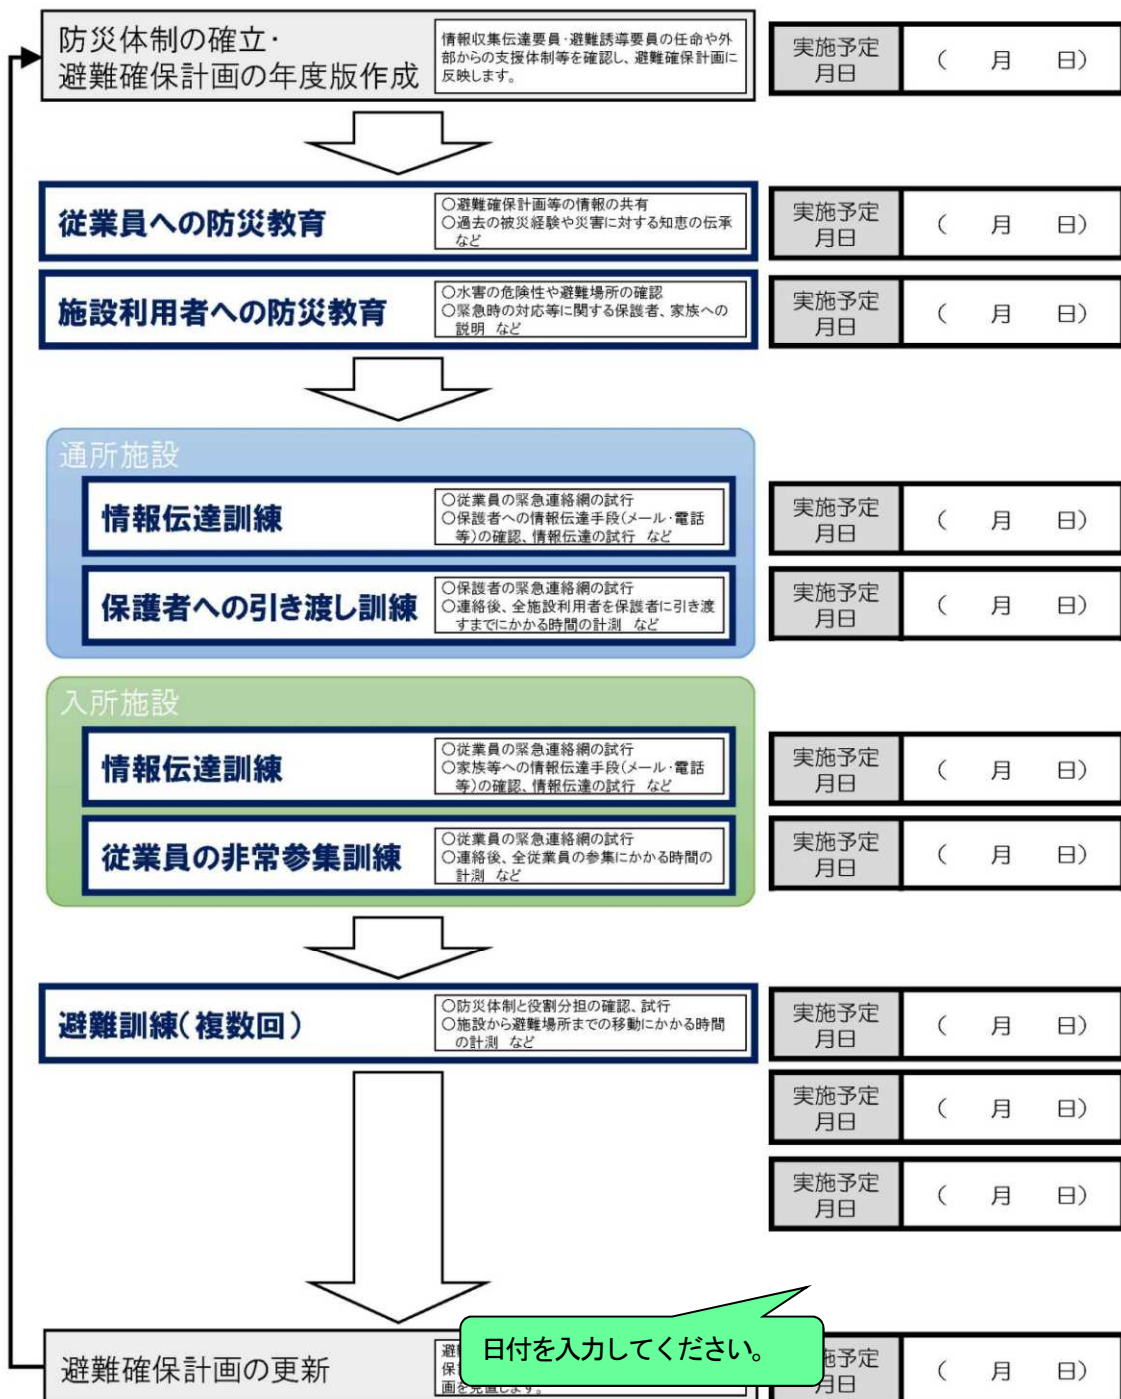 防災体制の確立・
避難確保計画の年度版作成
情報収集伝達要員・避難誘導要員の任命や外
部からの支援体制等を確認し、避難確保計画に
反映します。
実施予定
月日
（　月　日）
従業員への防災教育
○避難確保計画等の情報の共有
○過去の被災経験や災害に対する知恵の伝承
など
実施予定
月日
（　月　日）
施設利用者への防災教育
○水害の危険性や避難場所の確認
○緊急時の対応等に関する保護者、家族への
説明　など
実施予定
月日
（　月　日）
通所施設
情報伝達訓練
○従業員の緊急連絡網の試行
○保護者への情報伝達手段(メール・電話
等)の確認、情報伝達の試行　など
実施予定
月日
（　月　日）
保護者への引き渡し訓練
○保護者の緊急連絡網の試行
○連絡後、全施設利用者を保護者に引き渡
すまでにかかる時間の計測　など
実施予定
月日
（　月　日）
入所施設
情報伝達訓練
○従業員の緊急連絡網の試行
○家族等への情報伝達手段(メール・電話
等)の確認、情報伝達の試行　など
実施予定
月日
（　月　日）
従業員の非常参集訓練
○従業員の緊急連絡網の試行
○連絡後、全従業員の参集にかかる時間の
計測　など
実施予定
月日
（　月　日）
避難訓練(複数回)
○防災体制と役割分担の確認、試行
○施設から避難場所までの移動にかかる時間
の計測　など
実施予定
月日
（　月　日）
実施予定
月日
（　月　日）
実施予定
月日
（　月　日）
日付を入力してください。
避難確保計画の更新
避
保
画を見直します。
施予定
月日
（　月　日）